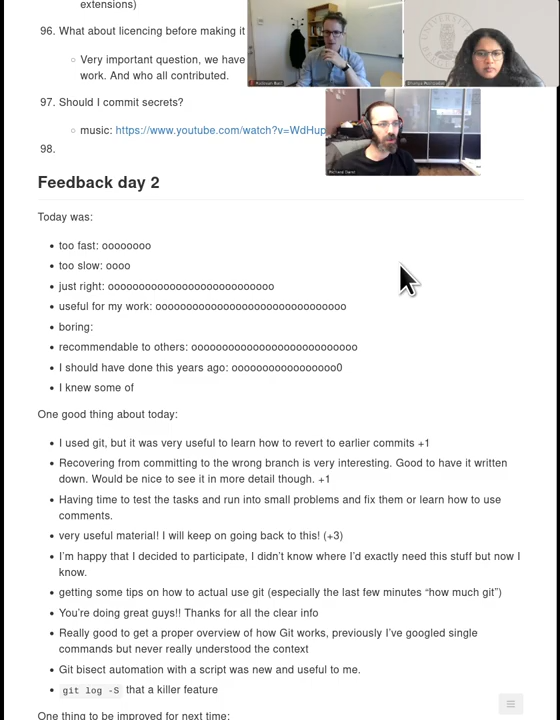 extensions)
96. What about licencing before making it
Very important question, we have
work. And who all contributed.
97. Should I commit secrets?
music: https://www.youtube.com/watch?v=WdHup
98.
Feedback day 2
Today was:
too fast: oooooooo
too slow: oooo
just right: ooooooooooooooooooooooooooo
useful for my work: ooooooooooooooooooooooooooooooo
boring:
recommendable to others: ooooooooooooooooooooooooooo
I should have done this years ago: ooooooooooooooooo0
I knew some of
One good thing about today:
I used git, but it was very useful to learn how to revert to earlier commits +1
Recovering from committing to the wrong branch is very interesting. Good to have it written
down. Would be nice to see it in more detail though. +1
Having time to test the tasks and run into small problems and fix them or learn how to use
comments.
very useful material! I will keep on going back to this! (+3)
I’m happy that I decided to participate, I didn’t know where I’d exactly need this stuff but now I
know.
getting some tips on how to actual use git (especially the last few minutes “how much git”)
You’re doing great guys!! Thanks for all the clear info
Really good to get a proper overview of how Git works, previously I’ve googled single
commands but never really understood the context
Git bisect automation with a script was new and useful to me.
git log -S that a killer feature
One thing to be improved for next time: